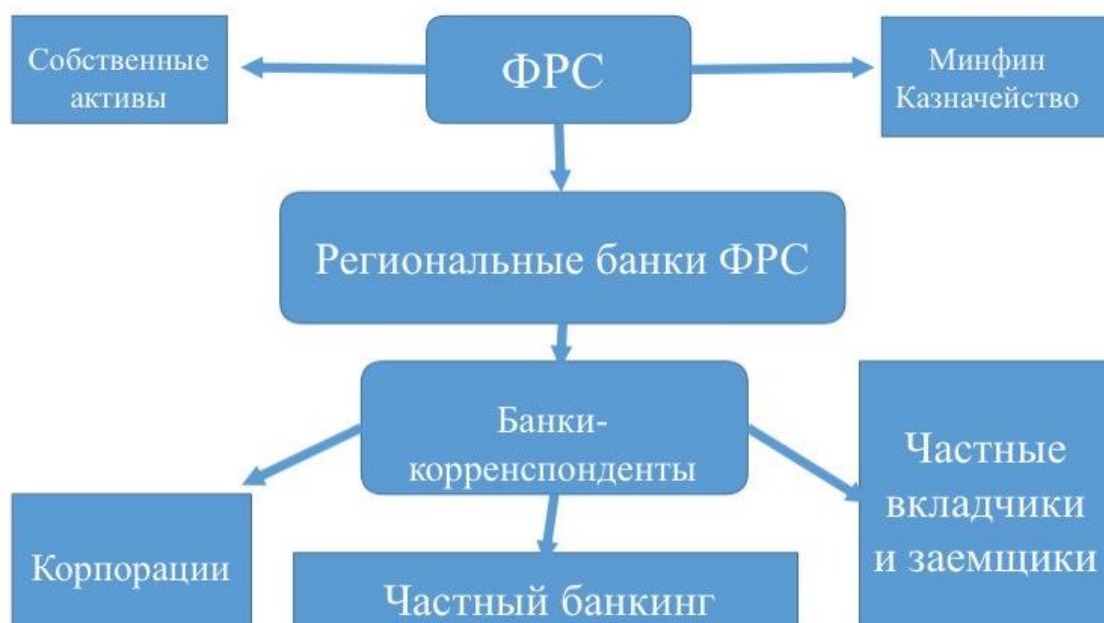 Собственные
активы
ФРС
Минфин
Казначейство
Региональные банки ФРС
Банки-
корренспонденты
Частные
вкладчики
и заемщики
Корпорации
Частный банкинг